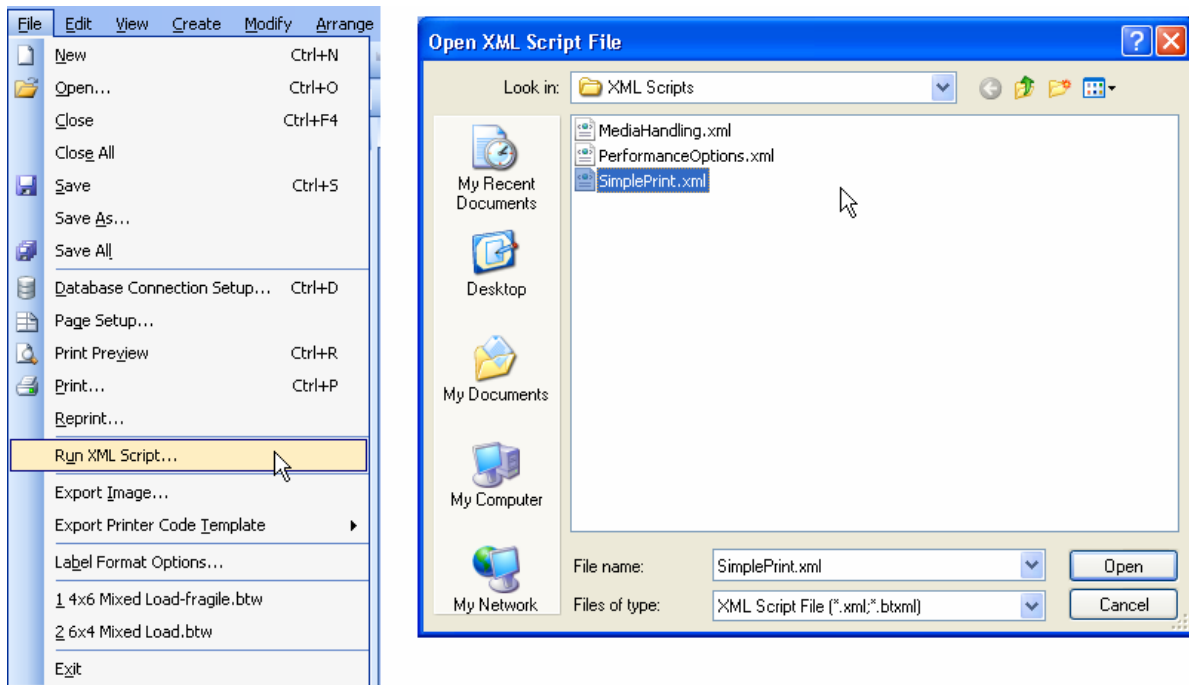 File Edit View Create Modify Arrange
New Ctrl+N
Open... Ctrl+O
Close Ctrl+F4
Close All
Save Ctrl+S
Save As...
Save All
Database Connection Setup... Ctrl+D
Page Setup...
Print Preview Ctrl+R
Print... Ctrl+P
Reprint...
Run XML Script...
Export Image...
Export Printer Code Template
Label Format Options...
1 4x6 Mixed Load-fragile.btw
2 6x4 Mixed Load.btw
Exit
Open XML Script File
Look in: XML Scripts
MediaHandling.xml
PerformanceOptions.xml
SimplePrint.xml
My Recent
Documents
Desktop
My Documents
My Computer
My Network
File name: SimplePrint.xml Open
Files of type: XML Script File (*.xml;*.btxml) Cancel